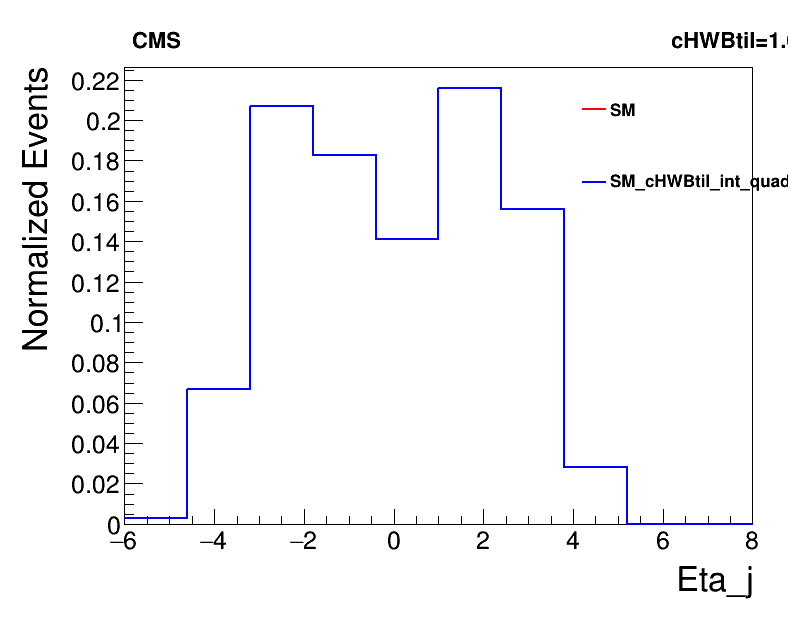 CMS
cHWBtil=1.
Normalized Events
0.22
0.2
0.18
0.16
0.14
0.12
0.1
0.08
0.06
0.04
0.02
0
SM
SM_cHWBtil_int_quad
−6 −4 −2 0 2 4 6 8
Eta_j